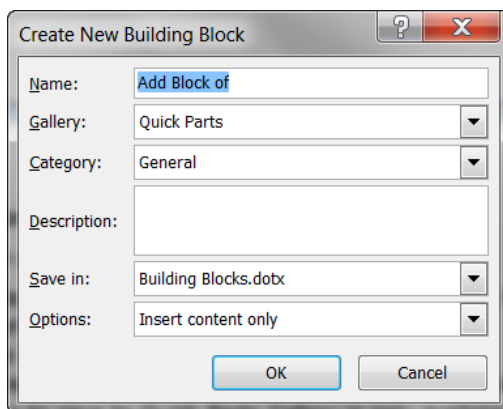 Create New Building Block
? X
Name: Add Block of
Gallery: Quick Parts
Category: General
Description:
Save in: Building Blocks.dotx
Options: Insert content only
OK Cancel